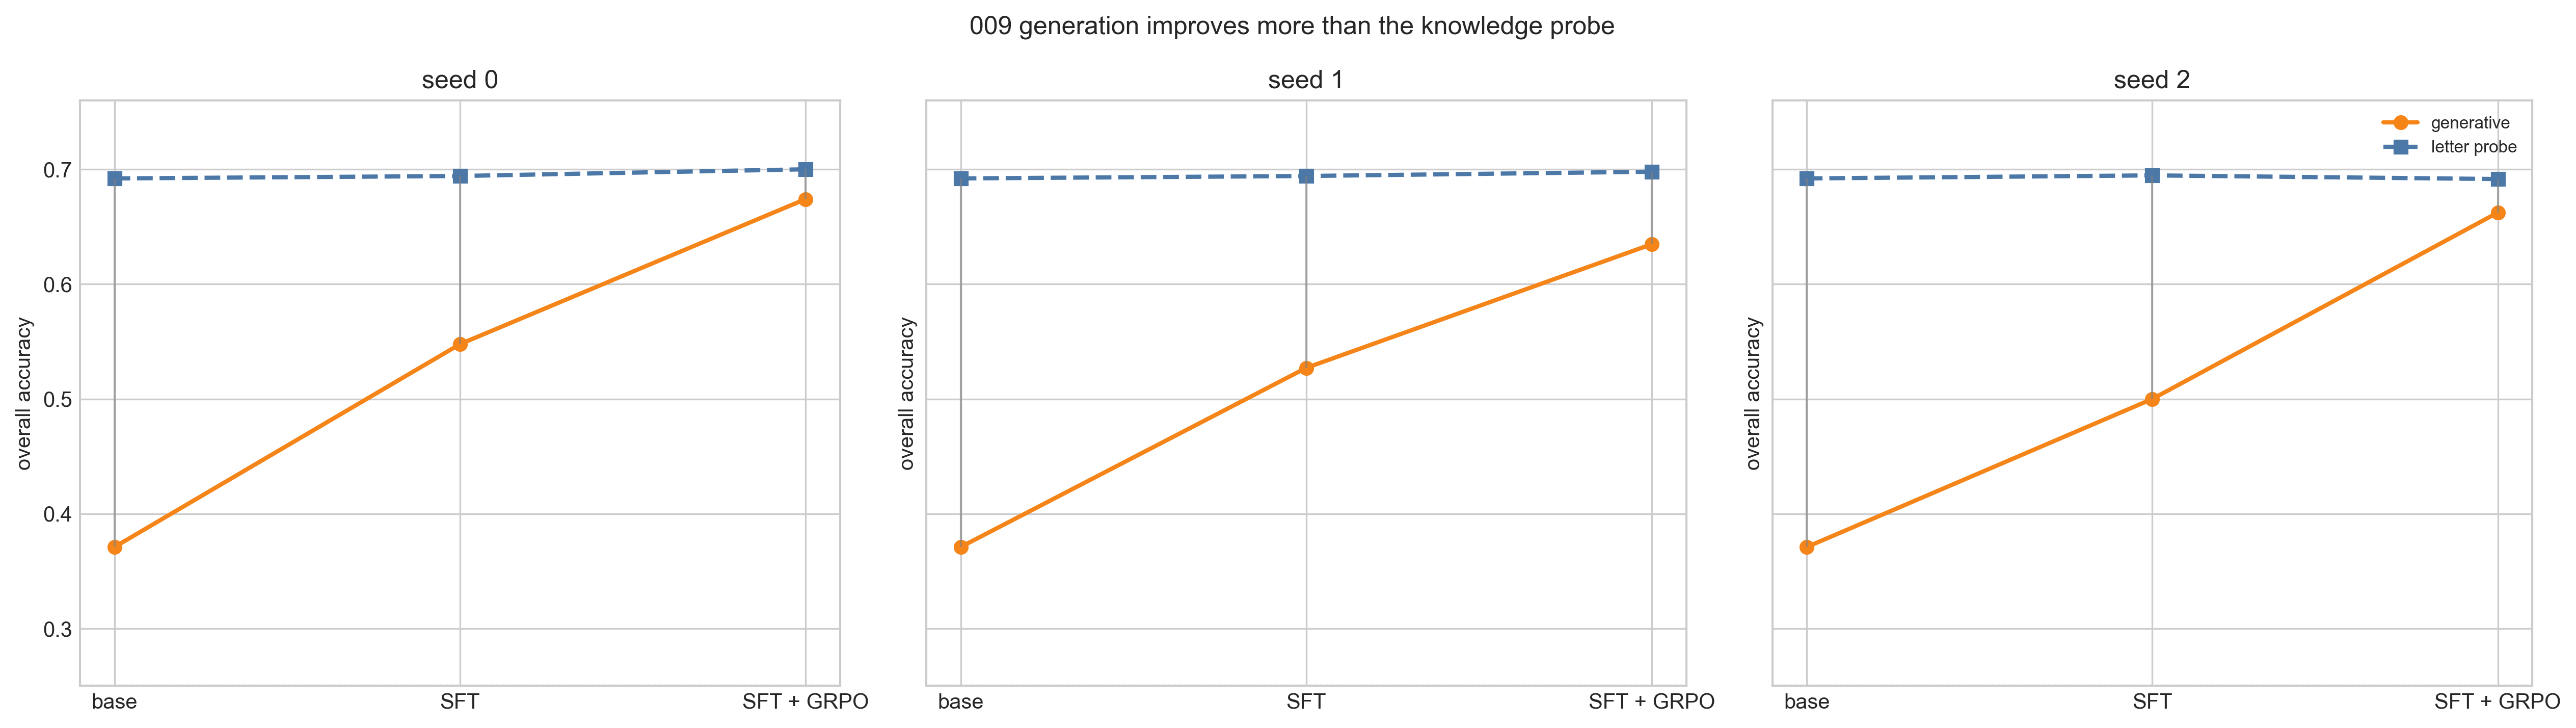 009 generation improves more than the knowledge probe
seed 0
seed 1
seed 2
overall accuracy
0.7
0.6
0.5
0.4
0.3
base
SFT
SFT + GRPO
overall accuracy
base
SFT
SFT + GRPO
overall accuracy
generative
letter probe
base
SFT
SFT + GRPO